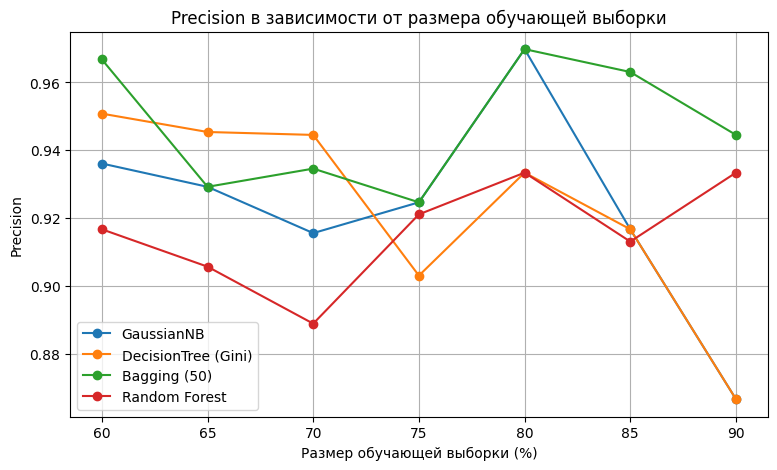 Precision в зависимости от размера обучающей выборки
Precision
0.96
0.94
0.92
0.90
0.88
GaussianNB
DecisionTree (Gini)
Bagging (50)
Random Forest
60 65 70 75 80 85 90
Размер обучающей выборки (%)